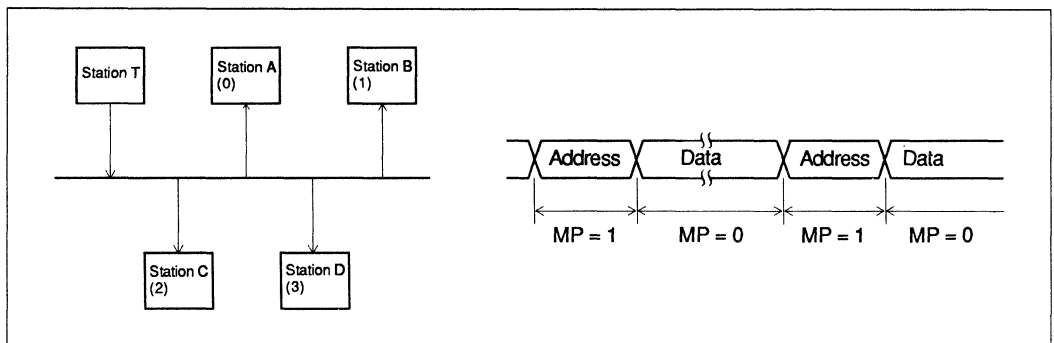 Station T
Station A
(0)
Station B
(1)
Station C
(2)
Station D
(3)
Address
Data
Address
Data
MP = 1
MP = 0
MP = 1
MP = 0